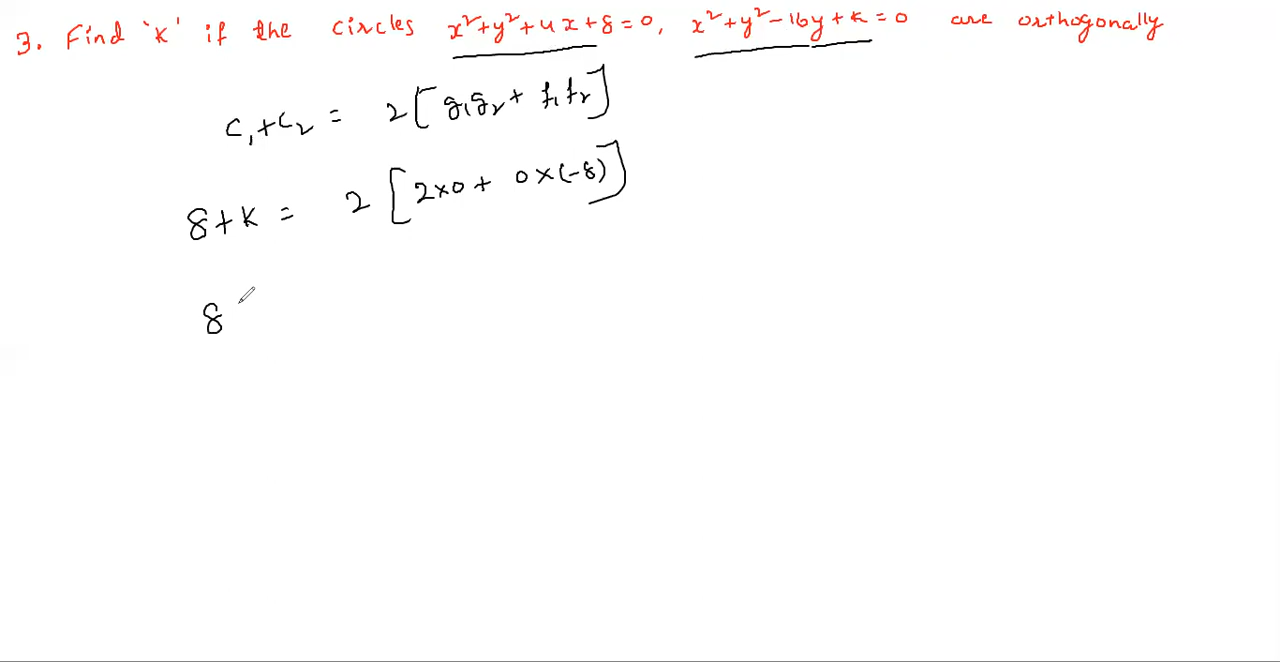 3. Find 'k' if the circles x²+y²+4x+8=0, x²+y²-16y+k=0 are orthogonally
c₁+c₂ = 2[g₁g₂+ f₁f₂]
8+k = 2[2×0+ 0×(-8)]
8